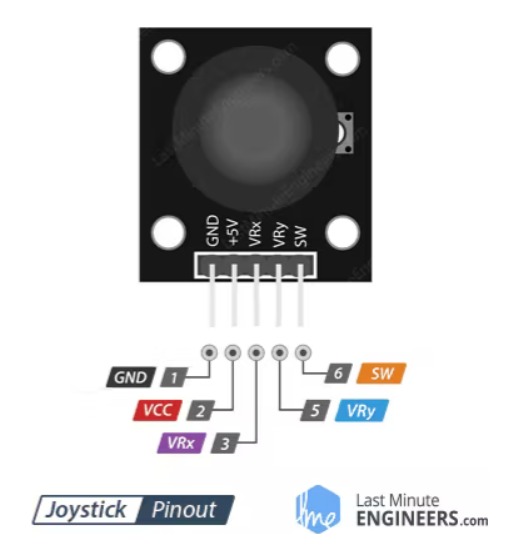 GND
+5V
VRx
VRy
SW
GND 1
6 SW
VCC 2
5 VRy
VRx 3
Joystick Pinout
lme
Last Minute
ENGINEERS.com